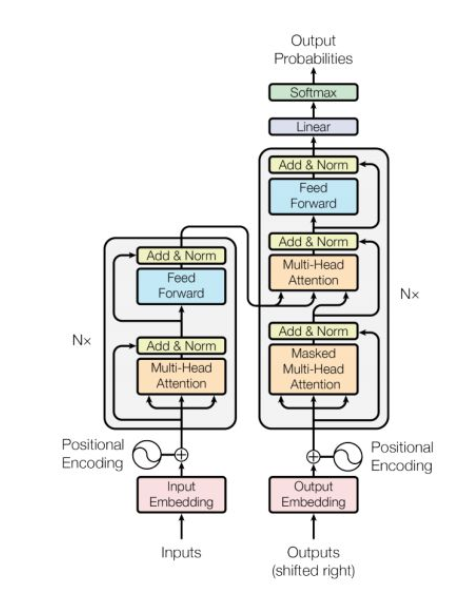 Output
Probabilities
Softmax
Linear
Add & Norm
Feed
Forward
Add & Norm
Multi-Head
Attention
Add & Norm
Masked
Multi-Head
Attention
N×
Add & Norm
Feed
Forward
Add & Norm
Multi-Head
Attention
N×
Positional
Encoding
Positional
Encoding
Input
Embedding
Output
Embedding
Inputs
Outputs
(shifted right)